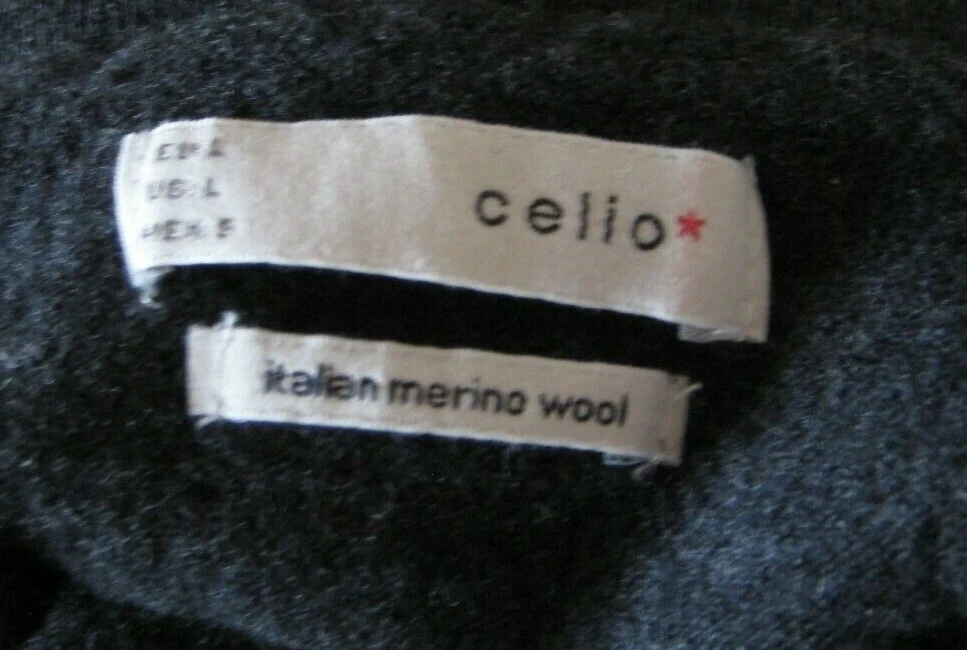 EU: L
US: L
MEX: G
celio*
italian merino wool